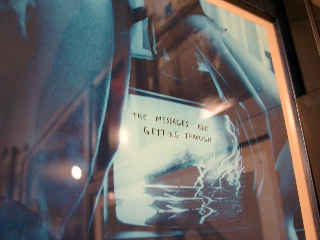 THE MESSAGES ARE
GETTING THROUGH